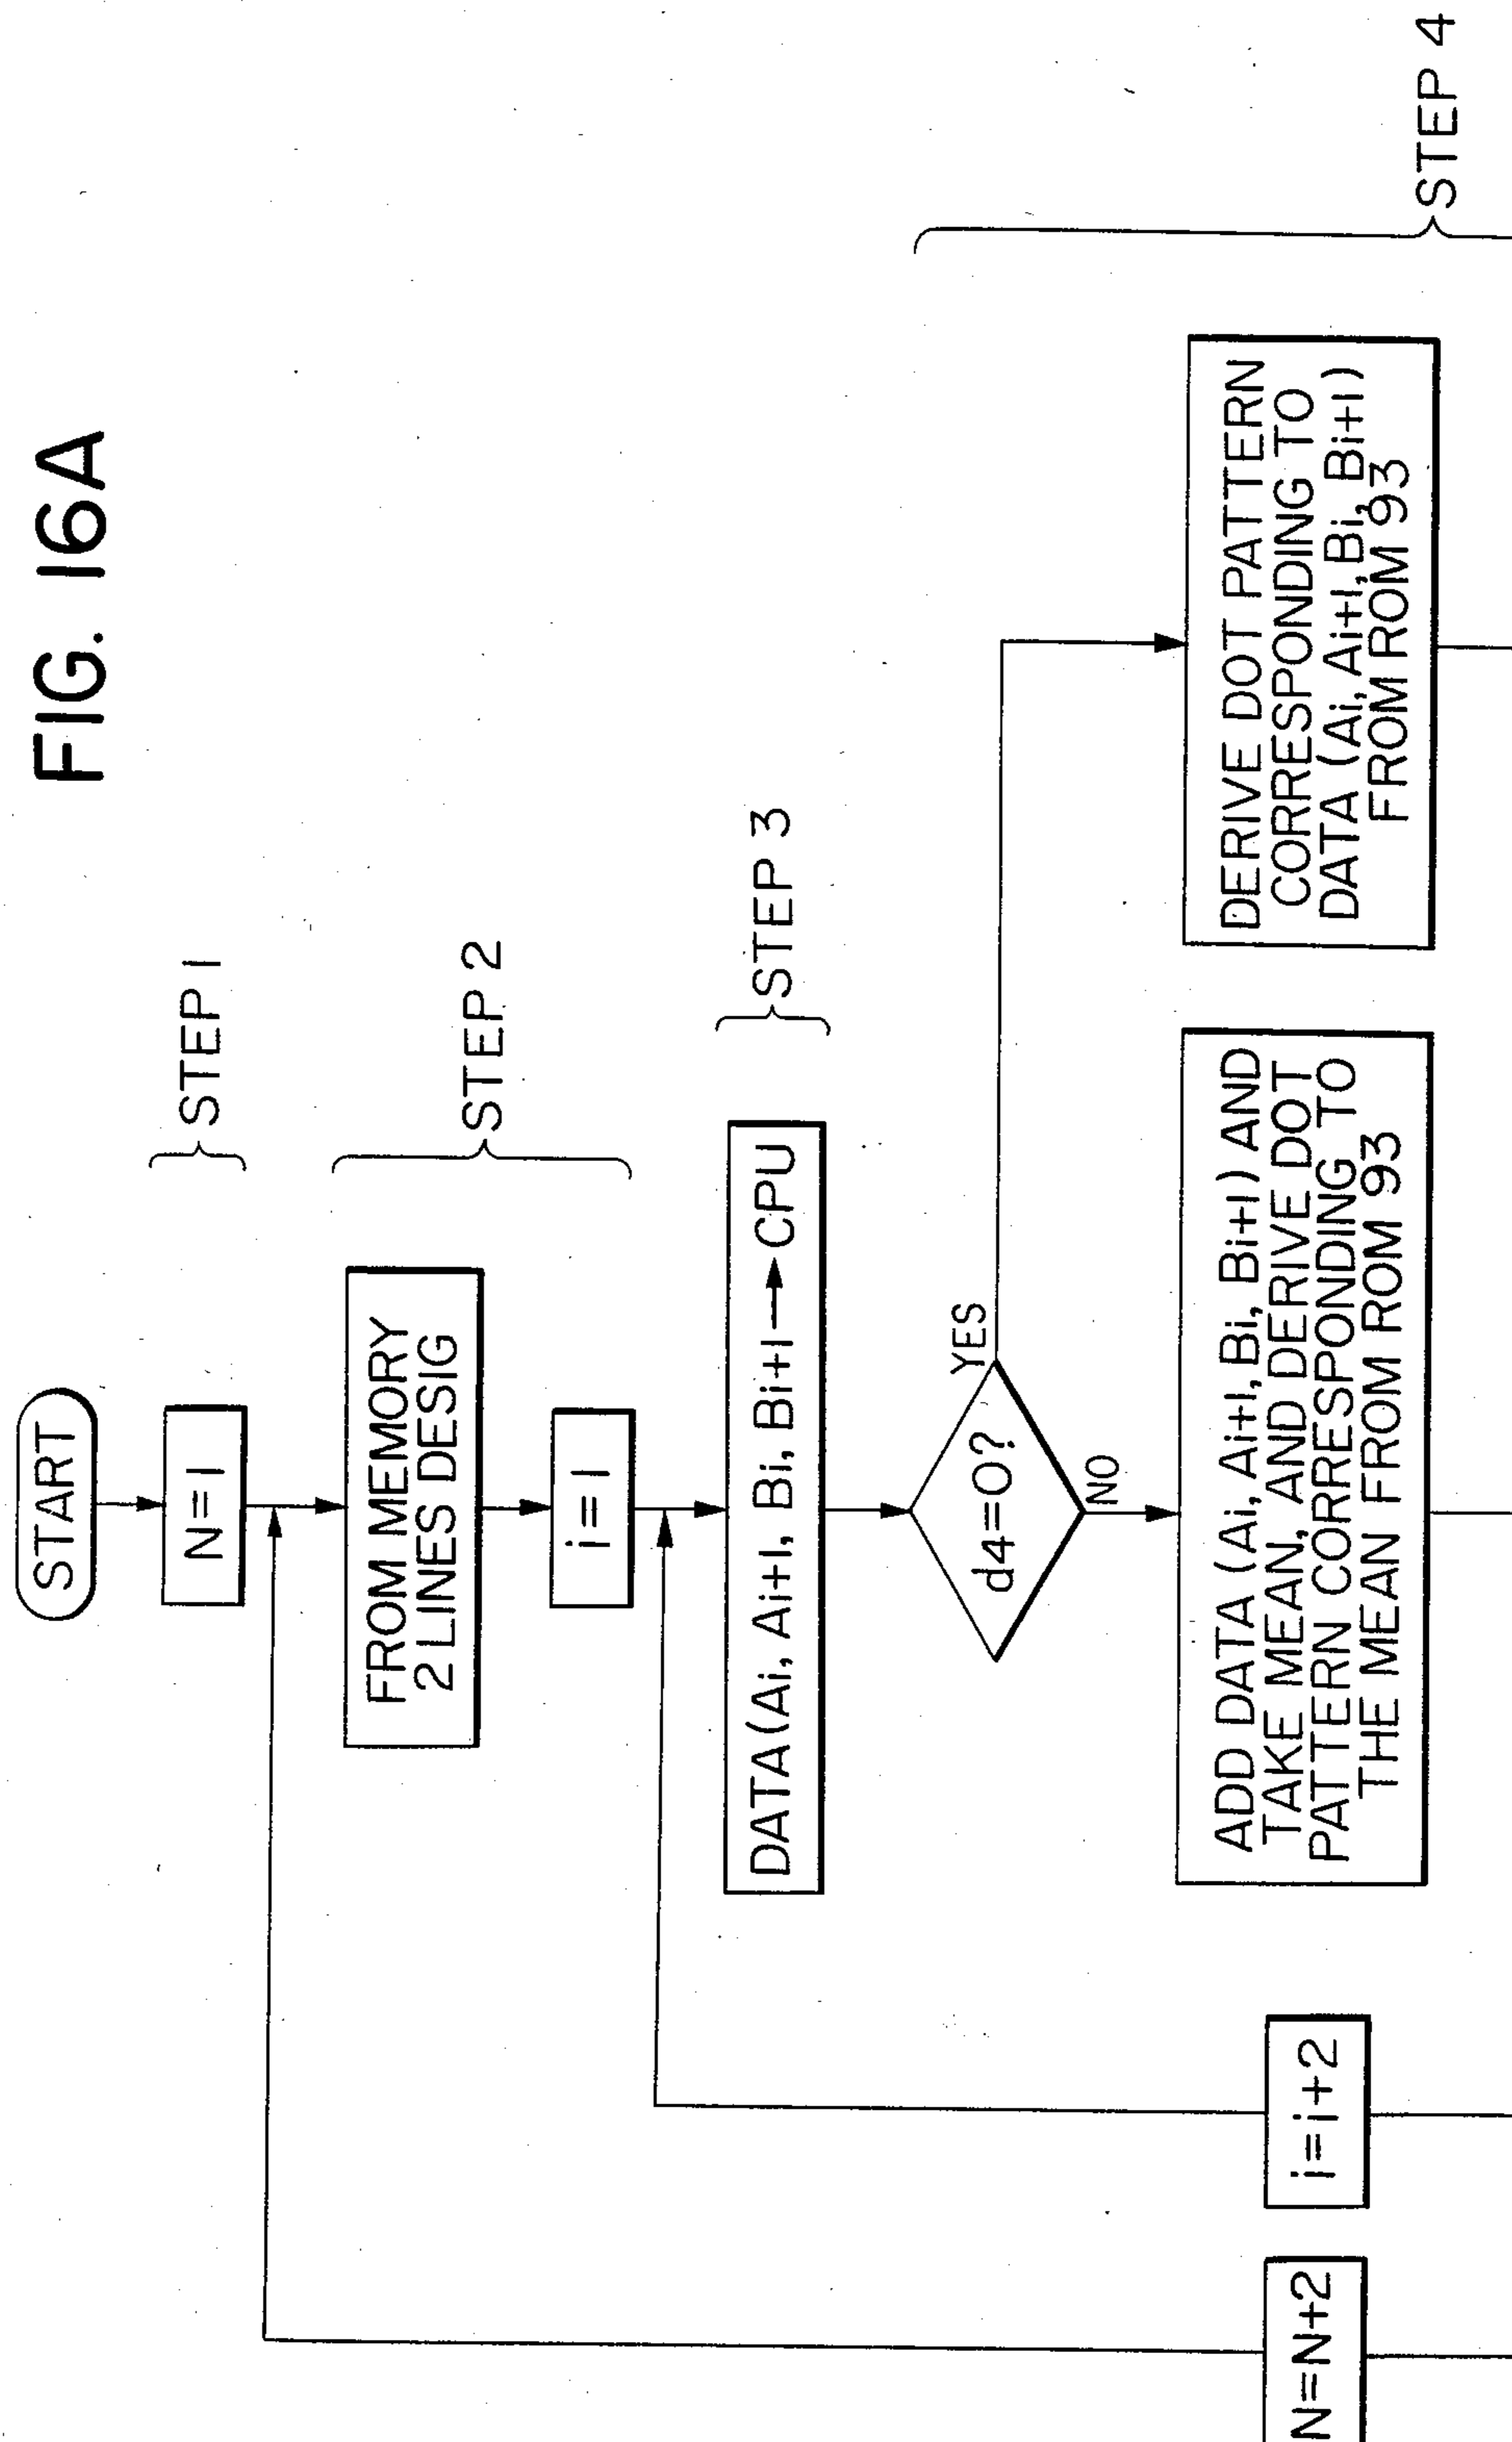 FIG. 16A
START
N=1
STEP 1
FROM MEMORY
2 LINES DESIG
STEP 2
i=1
DATA(Ai, Ai+1, Bi, Bi+1→CPU
STEP 3
d4=0?
YES
NO
STEP 4
ADD DATA (Ai, Ai+1, Bi, Bi+1) AND
TAKE MEAN, AND DERIVE DOT
PATTERN CORRESPONDING TO
THE MEAN FROM ROM 93
DERIVE DOT PATTERN
CORRESPONDING TO
DATA (Ai, Ai+1, Bi, Bi+1)
FROM ROM 93
i=i+2
N=N+2